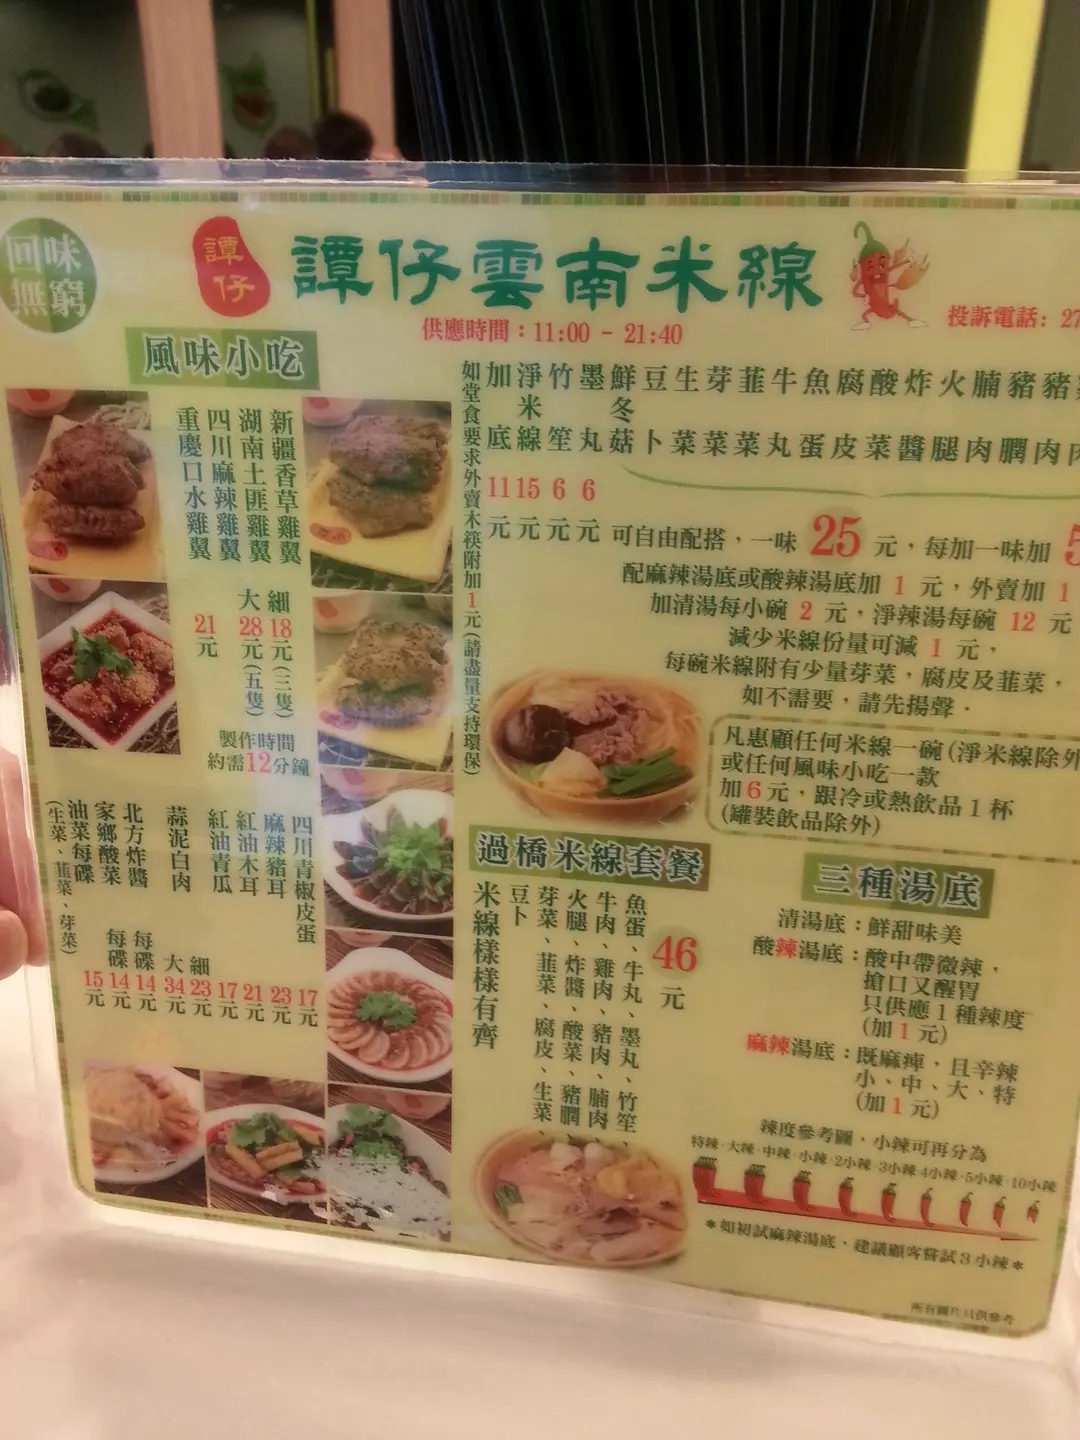 回味
無窮
譚仔
譚仔雲南米線
供應時間：11:00 - 21:40
投訴電話：27
風味小吃
新疆香草雞翼
湖南土匪雞翼
四川麻辣雞翼
重慶口水雞翼
細 18元(三隻)
大 28元(五隻)
21元
製作時間
約需12分鐘
四川青椒皮蛋 17元
麻辣豬耳 23元
紅油木耳 21元
紅油青瓜 17元
蒜泥白肉 細 23元 大 34元
北方炸醬 每碟 14元
家鄉酸菜 每碟 14元
油菜每碟 15元
(生菜、韮菜、芽菜)
豬肉
豬膶
腩肉
火腿
炸醬
酸菜
腐皮
魚蛋
牛丸
韮菜
芽菜
生菜
豆卜
鮮冬菇
墨丸 6元
竹笙 6元
淨米線 15元
加底 11元
如堂食要求外賣木筷附加1元(請盡量支持環保)
可自由配搭，一味 25 元，每加一味加 5
配麻辣湯底或酸辣湯底加 1 元，外賣加 1
加清湯每小碗 2 元，淨辣湯每碗 12 元
減少米線份量可減 1 元，
每碗米線附有少量芽菜，腐皮及韮菜，
如不需要，請先揚聲．
凡惠顧任何米線一碗(淨米線除外
或任何風味小吃一款
加6元，跟冷或熱飲品1杯
(罐裝飲品除外)
過橋米線套餐
46元
魚蛋、牛丸、墨丸、竹笙、
牛肉、雞肉、豬肉、腩肉、
火腿、炸醬、酸菜、豬膶、
芽菜、韮菜、腐皮、生菜、
豆卜
米線樣樣有齊
三種湯底
清湯底：鮮甜味美
酸辣湯底：酸中帶微辣，
搶口又醒胃
只供應1種辣度
(加1元)
麻辣湯底：既麻痺，且辛辣
小、中、大、特
(加1元)
辣度參考圖，小辣可再分為
特辣·大辣·中辣·小辣·2小辣·3小辣·4小辣·5小辣·10小辣
＊如初試麻辣湯底、建議顧客嘗試3小辣＊
所有圖片只供參考